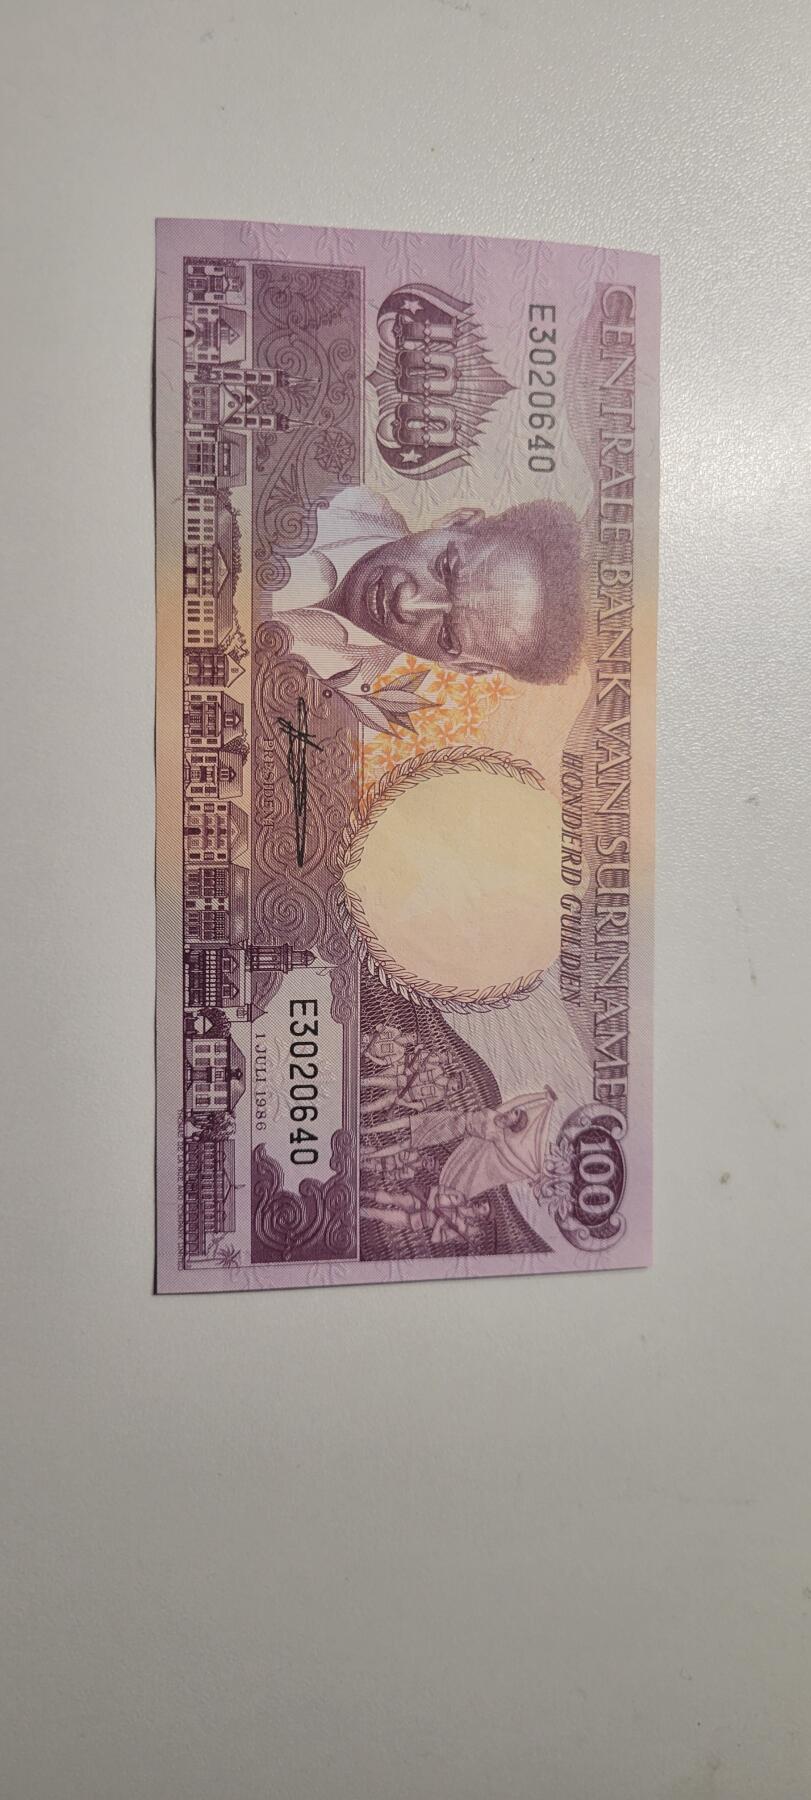 CENTRALE BANK VAN SURINAME
100
HONDERD GULDEN
E3020640
100
PRESIDENT
E3020640
1 JULI 1986